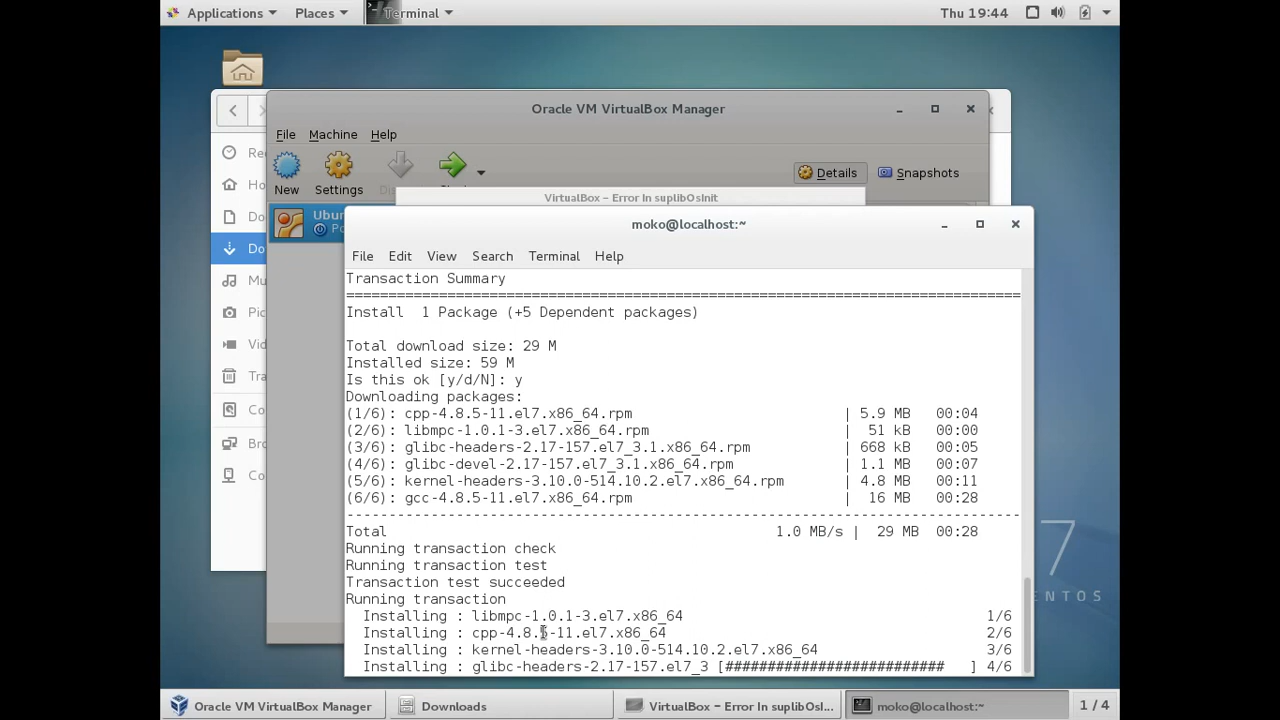 Applications Places Terminal Thu 19:44
Oracle VM VirtualBox Manager
File Machine Help
New Settings Details Snapshots
VirtualBox - Error In suplibOsInit
moko@localhost:~
File Edit View Search Terminal Help
Transaction Summary
================================================================================
Install  1 Package (+5 Dependent packages)
Total download size: 29 M
Installed size: 59 M
Is this ok [y/d/N]: y
Downloading packages:
(1/6): cpp-4.8.5-11.el7.x86_64.rpm | 5.9 MB 00:04
(2/6): libmpc-1.0.1-3.el7.x86_64.rpm | 51 kB 00:00
(3/6): glibc-headers-2.17-157.el7_3.1.x86_64.rpm | 668 kB 00:05
(4/6): glibc-devel-2.17-157.el7_3.1.x86_64.rpm | 1.1 MB 00:07
(5/6): kernel-headers-3.10.0-514.10.2.el7.x86_64.rpm | 4.8 MB 00:11
(6/6): gcc-4.8.5-11.el7.x86_64.rpm | 16 MB 00:28
--------------------------------------------------------------------------------
Total 1.0 MB/s | 29 MB 00:28
Running transaction check
Running transaction test
Transaction test succeeded
Running transaction
Installing : libmpc-1.0.1-3.el7.x86_64 1/6
Installing : cpp-4.8.5-11.el7.x86_64 2/6
Installing : kernel-headers-3.10.0-514.10.2.el7.x86_64 3/6
Installing : glibc-headers-2.17-157.el7_3 [########################## ] 4/6
7
ENTOS
Oracle VM VirtualBox Manager Downloads VirtualBox - Error In suplibOsI... moko@localhost:~ 1 / 4